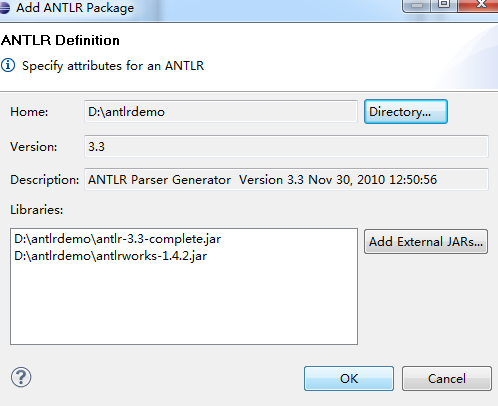 Add ANTLR Package
ANTLR Definition
Specify attributes for an ANTLR
Home: D:\antlrdemo Directory...
Version: 3.3
Description: ANTLR Parser Generator Version 3.3 Nov 30, 2010 12:50:56
Libraries:
D:\antlrdemo\antlr-3.3-complete.jar Add External JARs...
D:\antlrdemo\antlrworks-1.4.2.jar
? OK Cancel